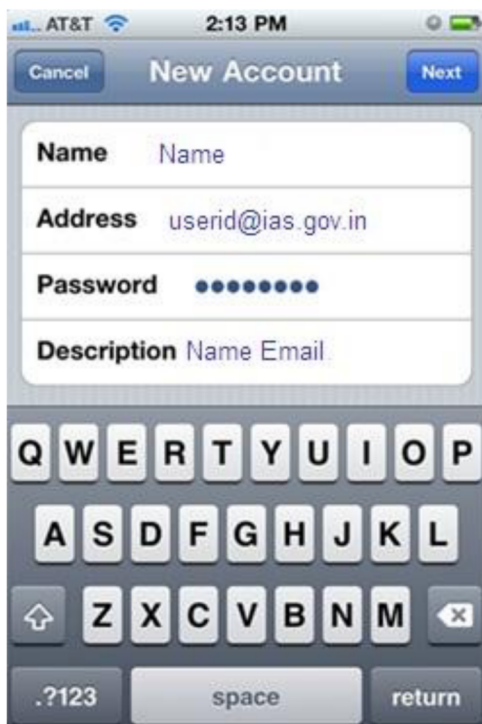 AT&T 2:13 PM
Cancel New Account Next
Name Name
Address userid@ias.gov.in
Password ●●●●●●●●
Description Name Email
Q W E R T Y U I O P
A S D F G H J K L
Z X C V B N M
.?123 space return